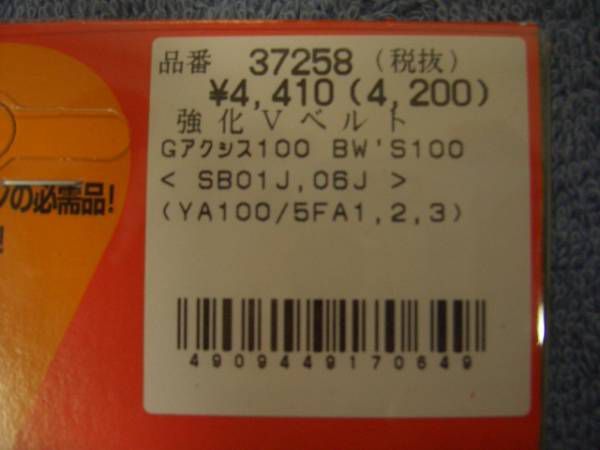 品番 37258 (税抜)
¥4,410(4,200)
強化Vベルト
Gアクシス100 BW'S100
< SB01J,06J >
(YA100/5FA1,2,3)
4909449170649
の必需品!
!